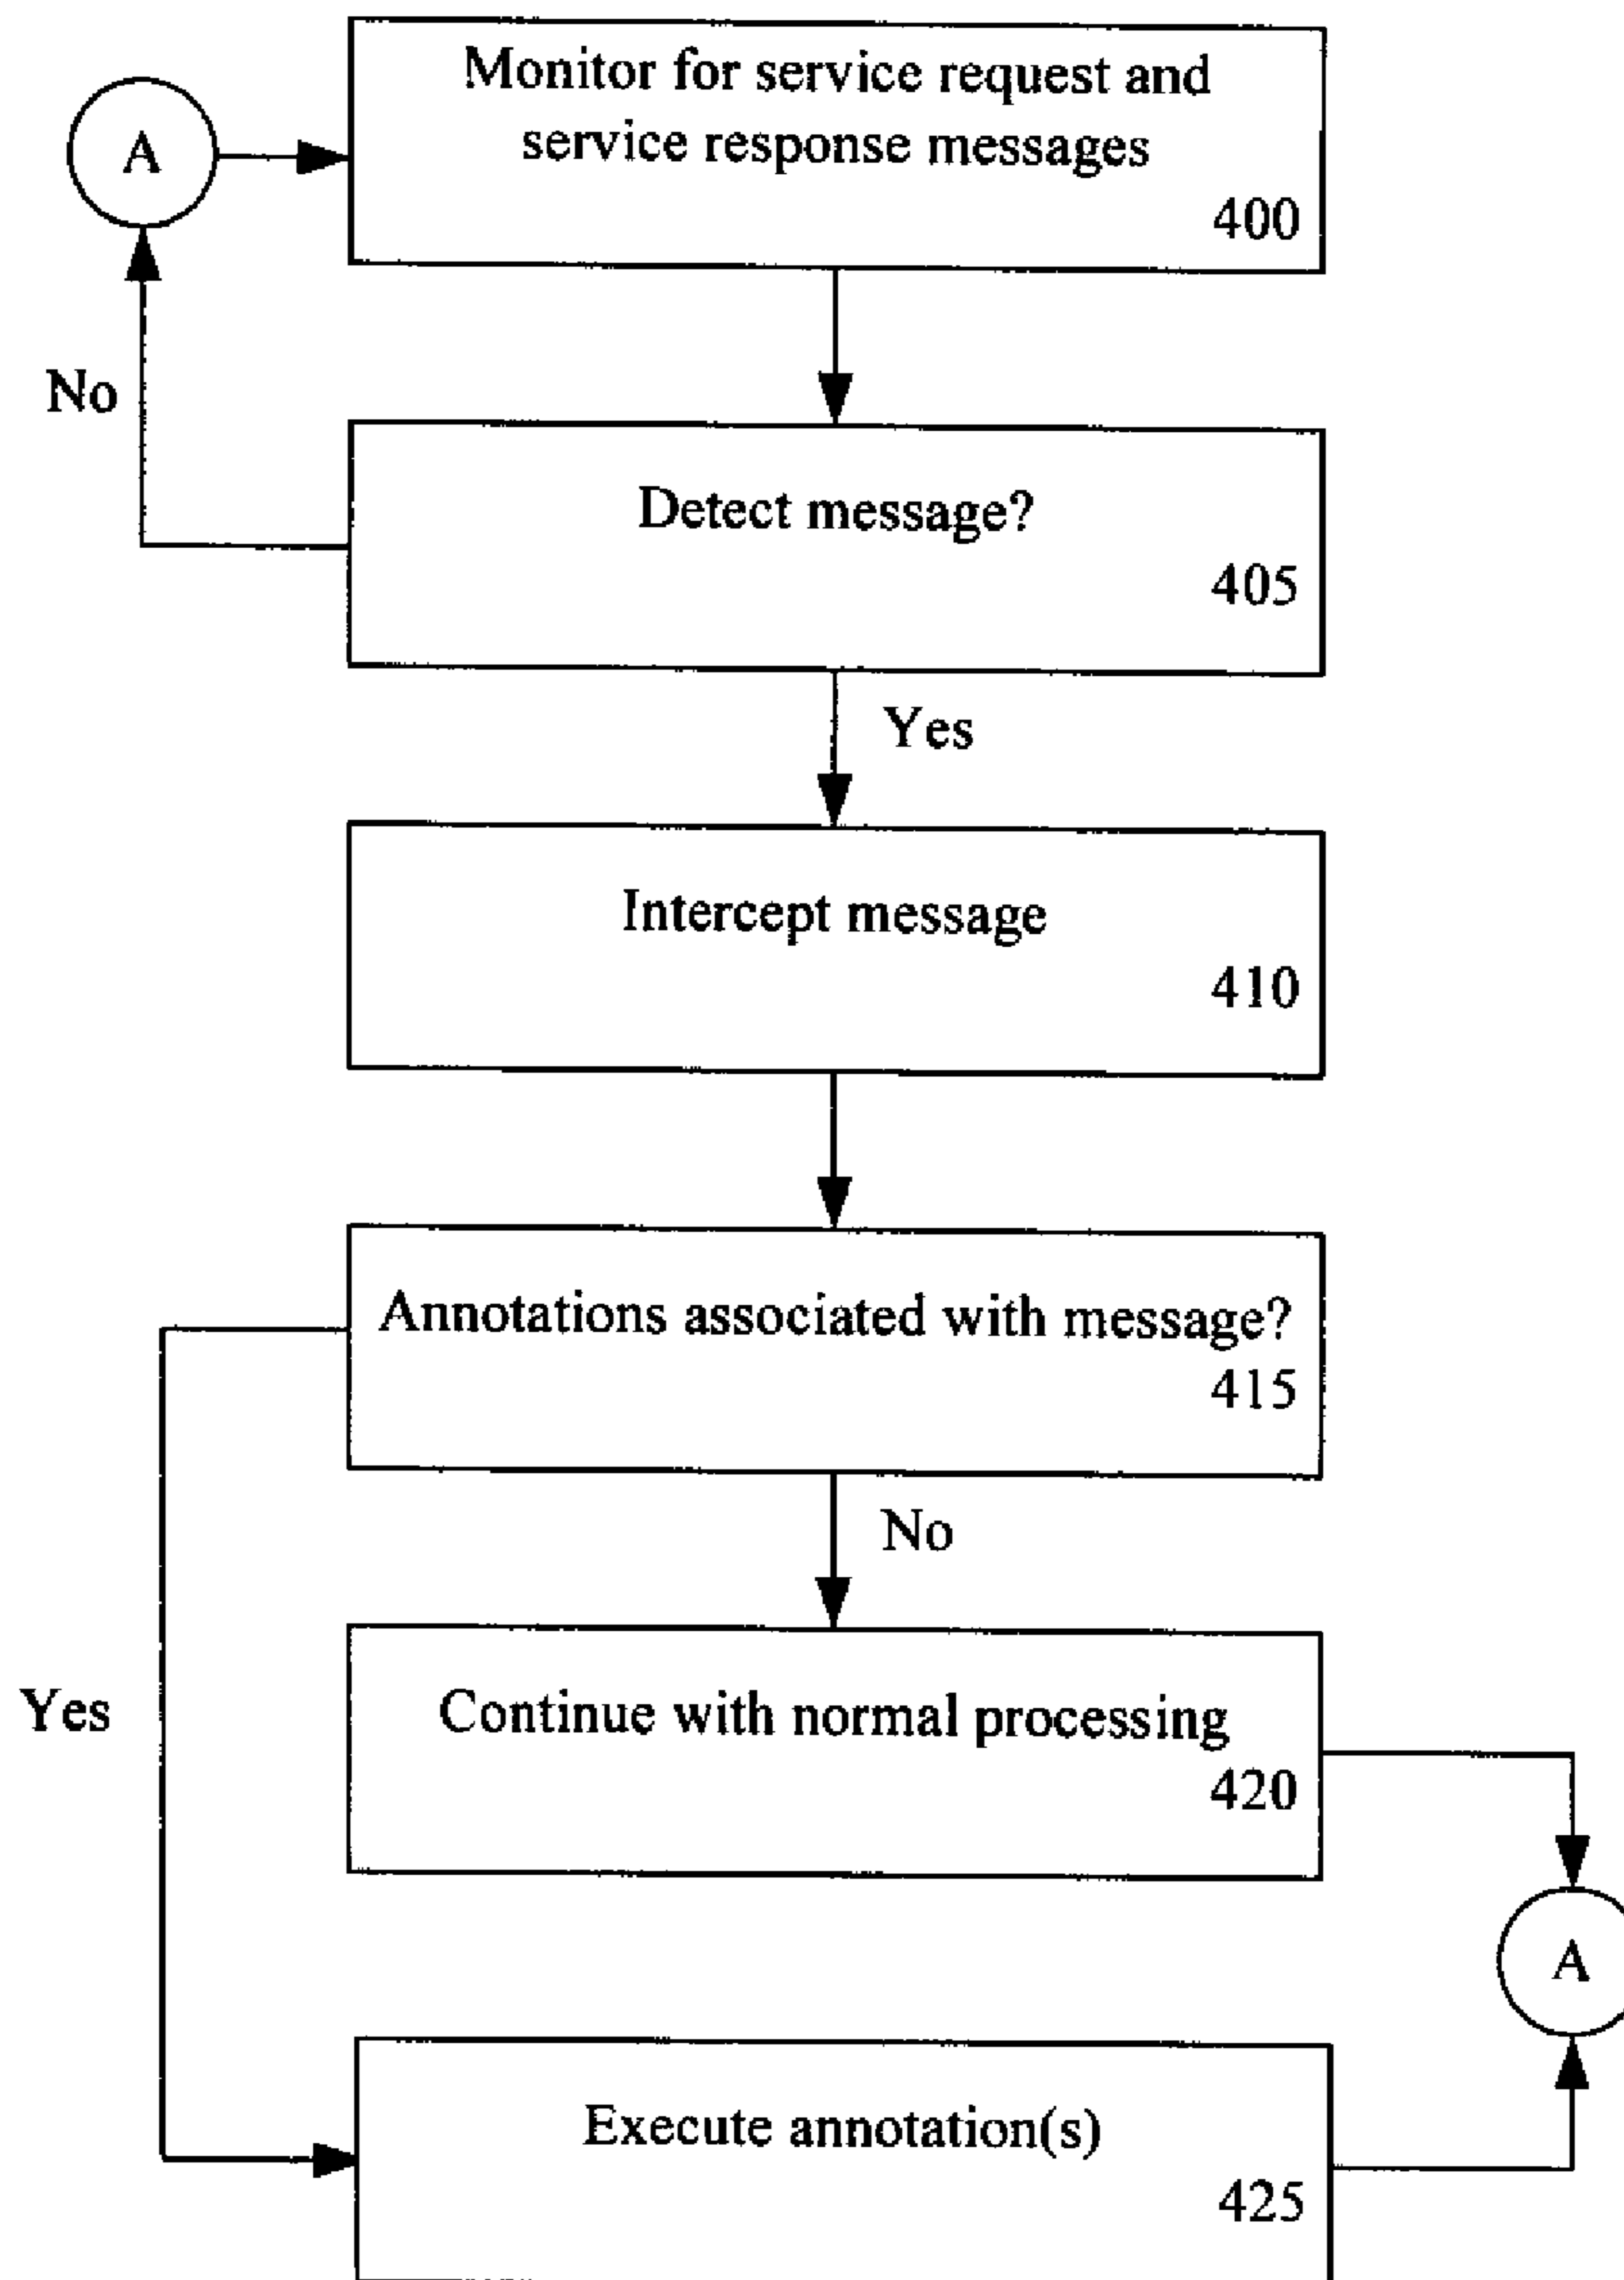 Monitor for service request and
service response messages
400
A
No
Detect message?
405
Yes
Intercept message
410
Annotations associated with message?
415
No
Yes
Continue with normal processing
420
A
Execute annotation(s)
425